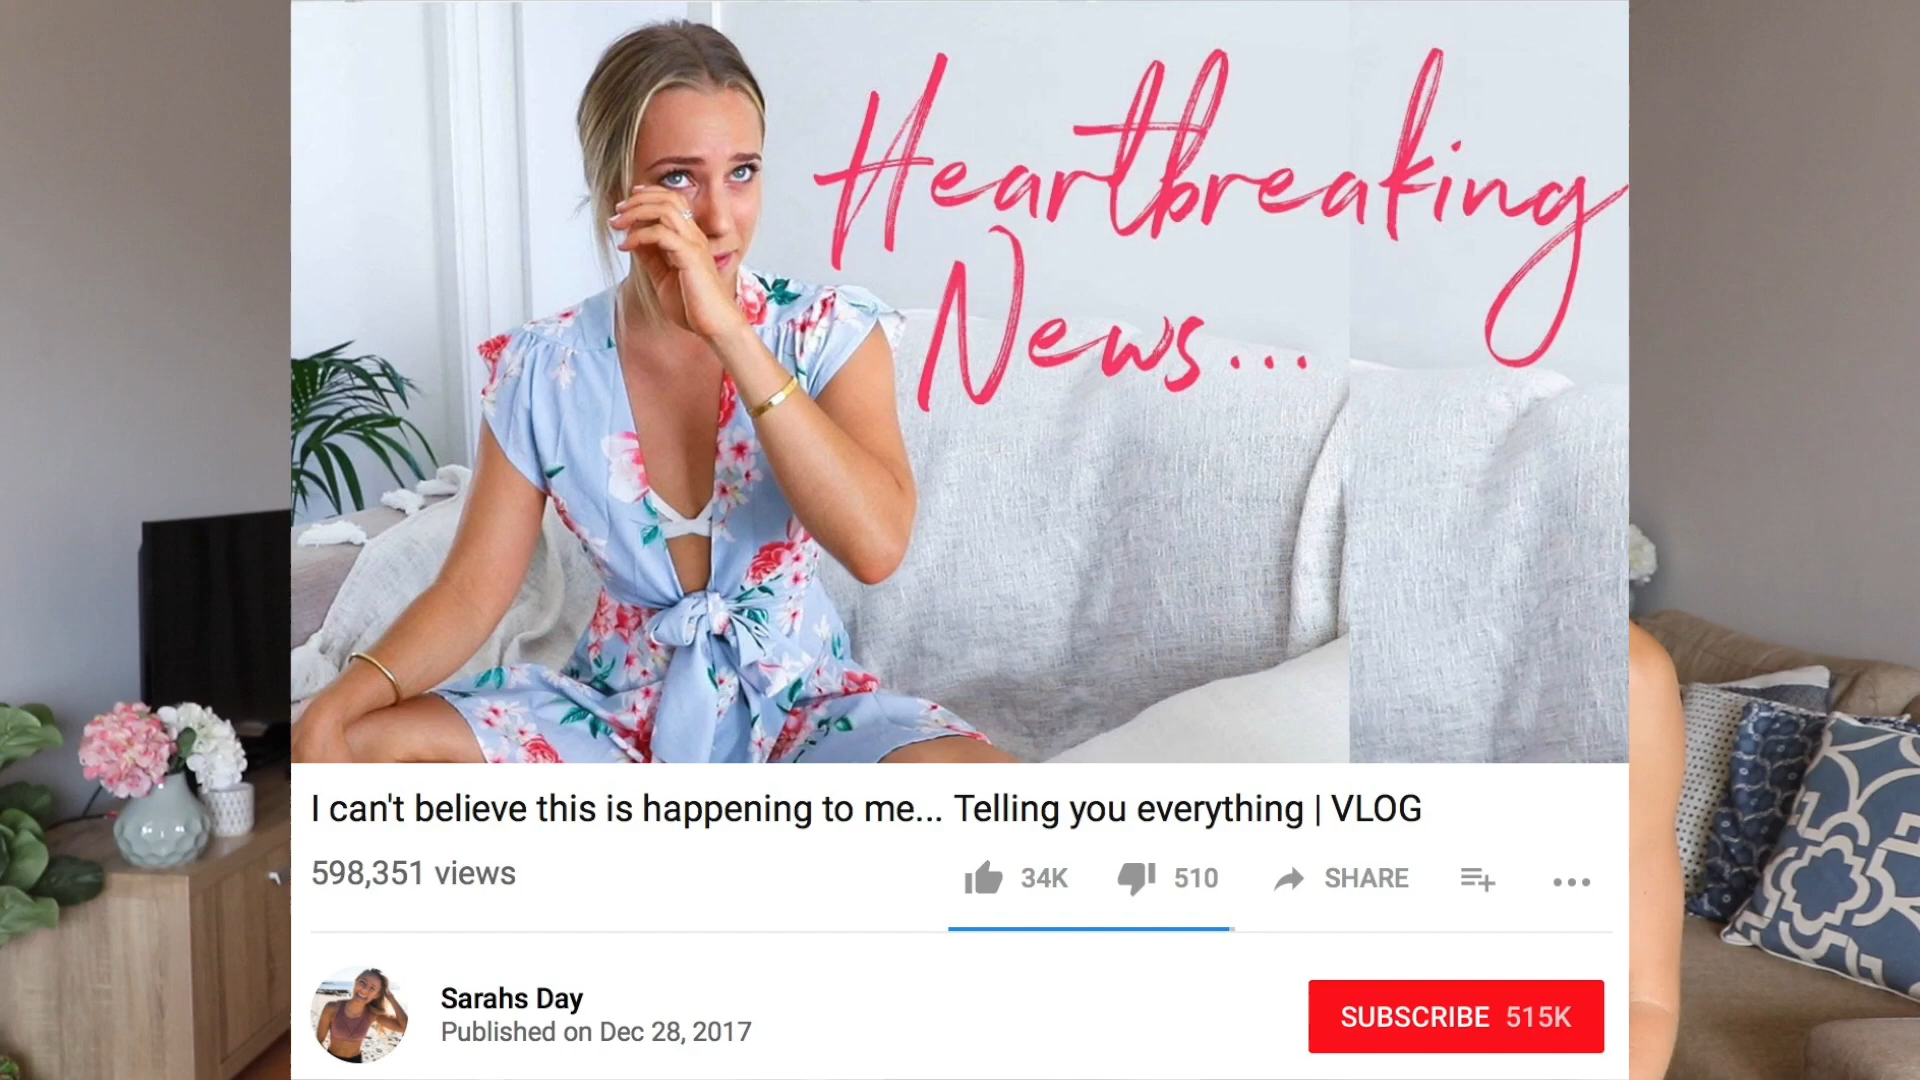 Heartbreaking
News...
I can't believe this is happening to me... Telling you everything | VLOG
598,351 views
34K
510
SHARE
Sarahs Day
Published on Dec 28, 2017
SUBSCRIBE 515K